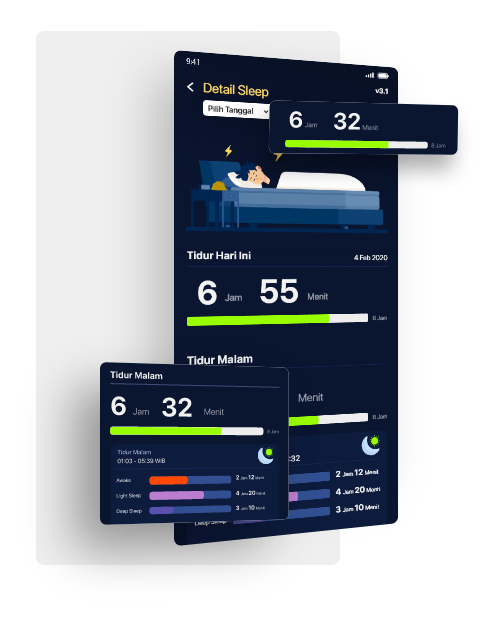 9:41
Detail Sleep
v3.1
Pilih Tanggal
6 Jam 32 Menit
8 Jam
Tidur Hari Ini
4 Feb 2020
6 Jam 55 Menit
8 Jam
Tidur Malam
Menit
8 Jam
:32
2 Jam 12 Menit
4 Jam 20 Menit
3 Jam 10 Menit
Deep Sleep
Tidur Malam
6 Jam 32 Menit
8 Jam
Tidur Malam
01:03 - 05:39 WIB
Awake
2 Jam 12 Menit
Light Sleep
4 Jam 20 Menit
Deep Sleep
3 Jam 10 Menit